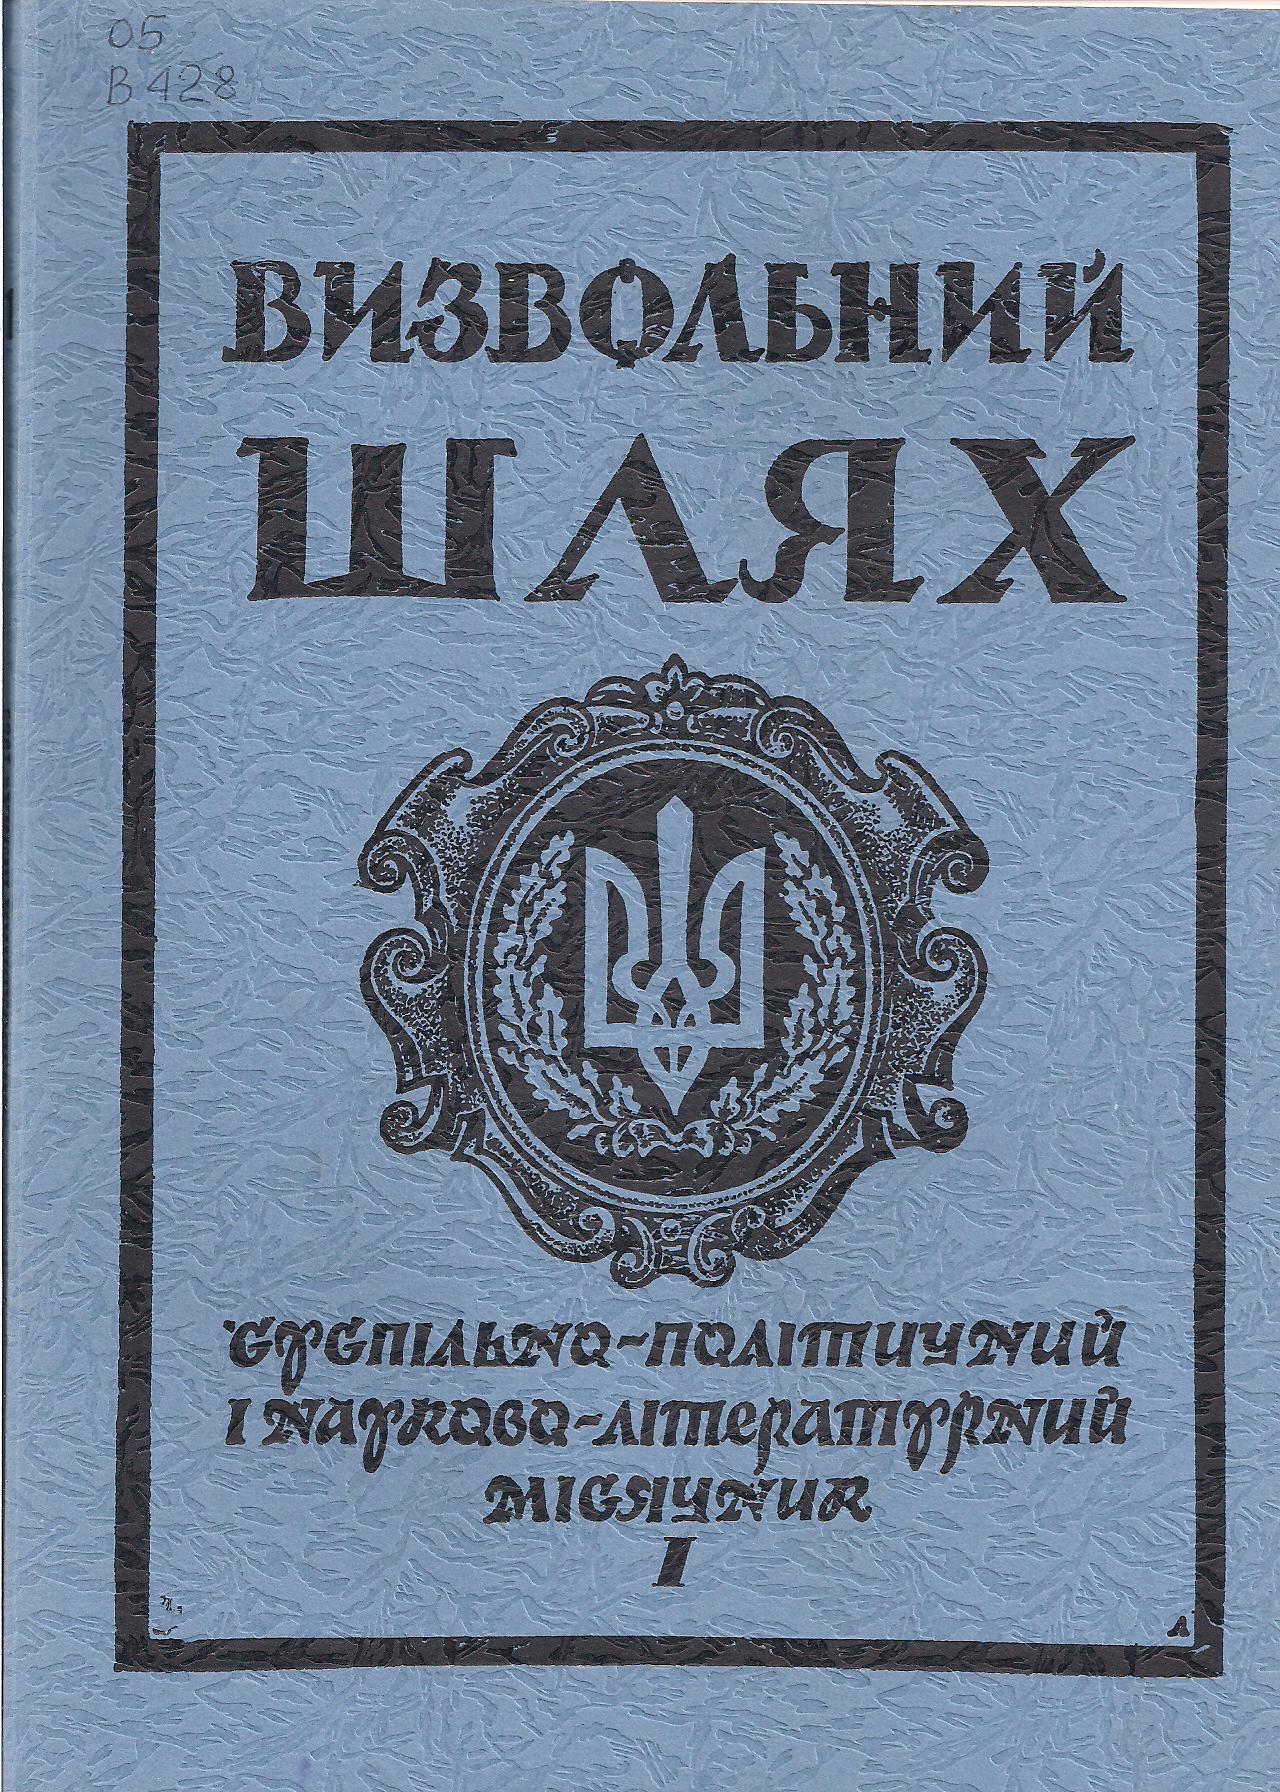 05
В 428
ВИЗВОЛЬНИЙ
ШЛЯХ
СУСПІЛЬНО-ПОЛІТИЧНИЙ
І НАУКОВО-ЛІТЕРАТУРНИЙ
МІСЯЧНИК
І
Л